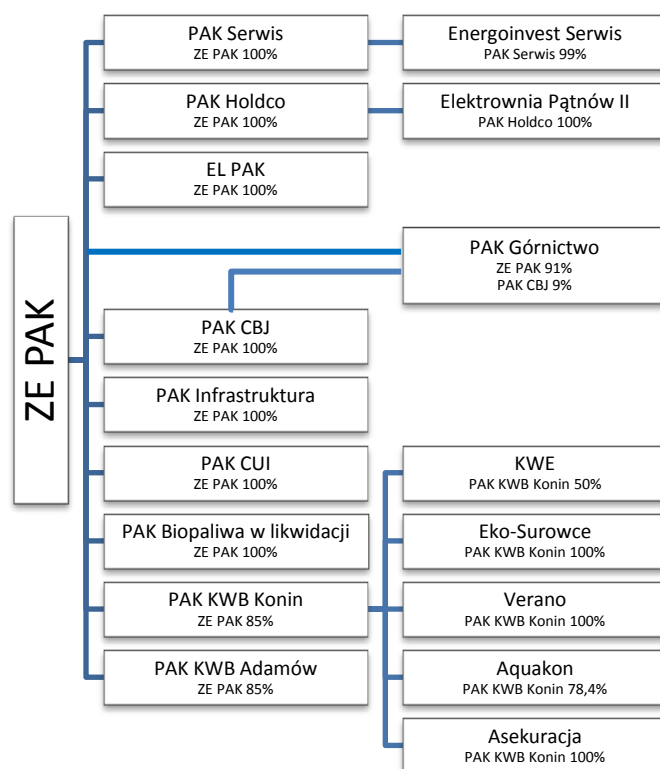 ZE PAK
PAK Serwis
ZE PAK 100%
Energoinvest Serwis
PAK Serwis 99%
PAK Holdco
ZE PAK 100%
Elektrownia Pątnów II
PAK Holdco 100%
EL PAK
ZE PAK 100%
PAK Górnictwo
ZE PAK 91%
PAK CBJ 9%
PAK CBJ
ZE PAK 100%
PAK Infrastruktura
ZE PAK 100%
PAK CUI
ZE PAK 100%
PAK Biopaliwa w likwidacji
ZE PAK 100%
PAK KWB Konin
ZE PAK 85%
PAK KWB Adamów
ZE PAK 85%
KWE
PAK KWB Konin 50%
Eko-Surowce
PAK KWB Konin 100%
Verano
PAK KWB Konin 100%
Aquakon
PAK KWB Konin 78,4%
Asekuracja
PAK KWB Konin 100%